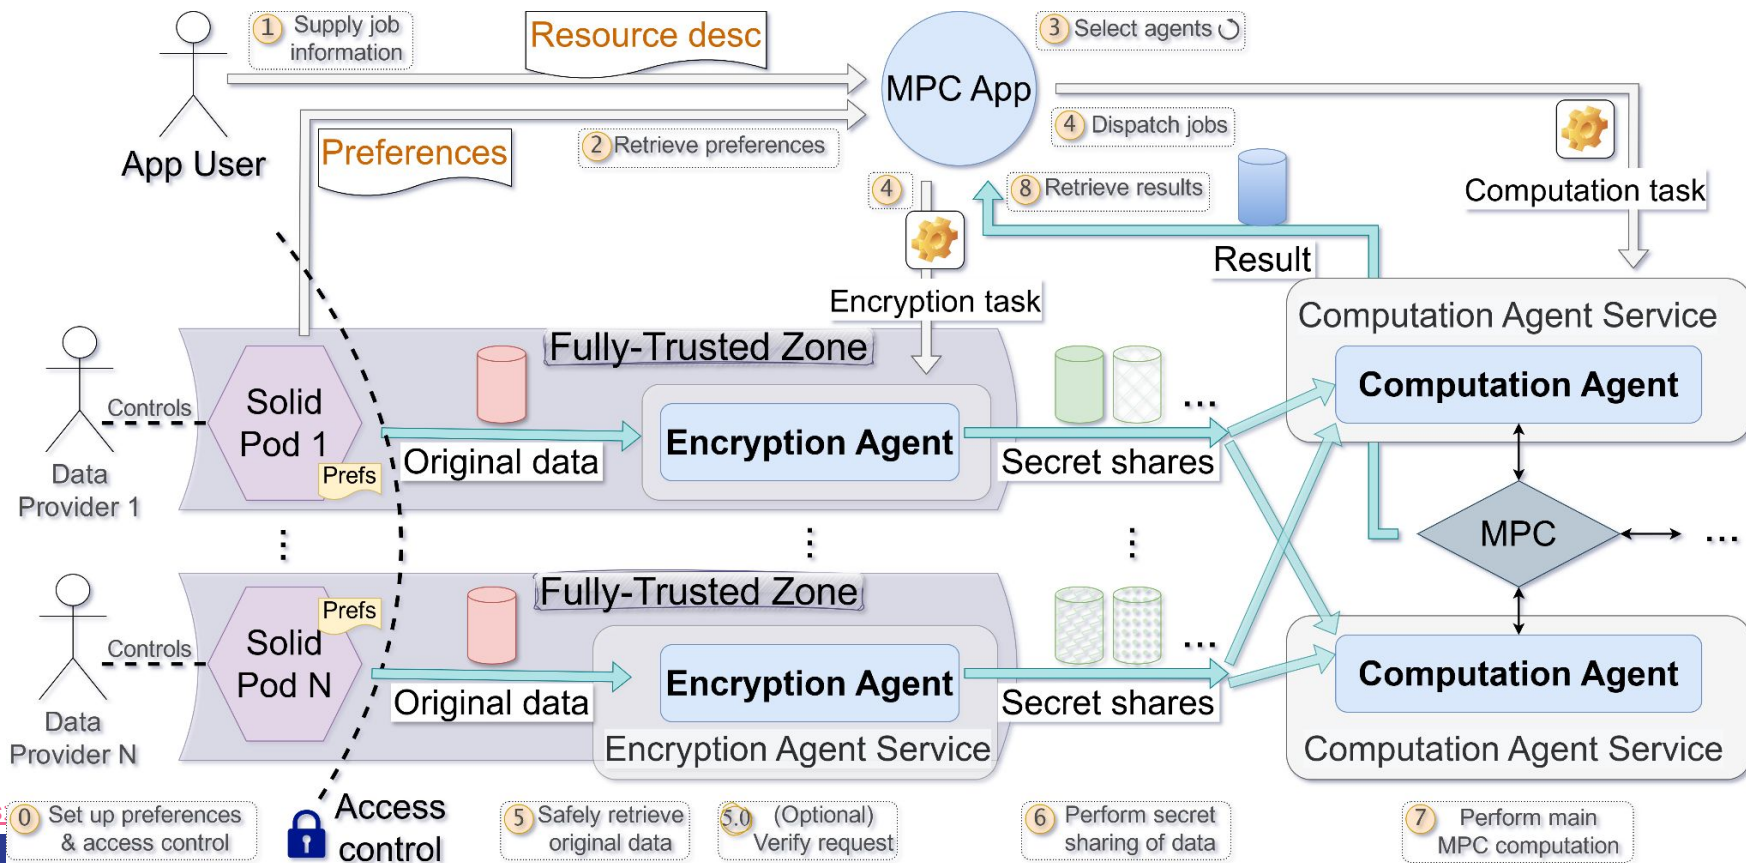 1 Supply job
information
Resource desc
3 Select agents
MPC App
App User
Preferences
2 Retrieve preferences
4 Dispatch jobs
4
8 Retrieve results
Computation task
Result
Encryption task
Computation Agent Service
Fully-Trusted Zone
Computation Agent
Controls
Solid
Pod 1
Prefs
Original data
Encryption Agent
Secret shares
...
Data
Provider 1
MPC
...
Fully-Trusted Zone
Prefs
Controls
Solid
Pod N
Original data
Encryption Agent
Secret shares
...
Computation Agent
Data
Provider N
Encryption Agent Service
Computation Agent Service
0 Set up preferences
& access control
Access
control
5 Safely retrieve
original data
5.0 (Optional)
Verify request
6 Perform secret
sharing of data
7 Perform main
MPC computation